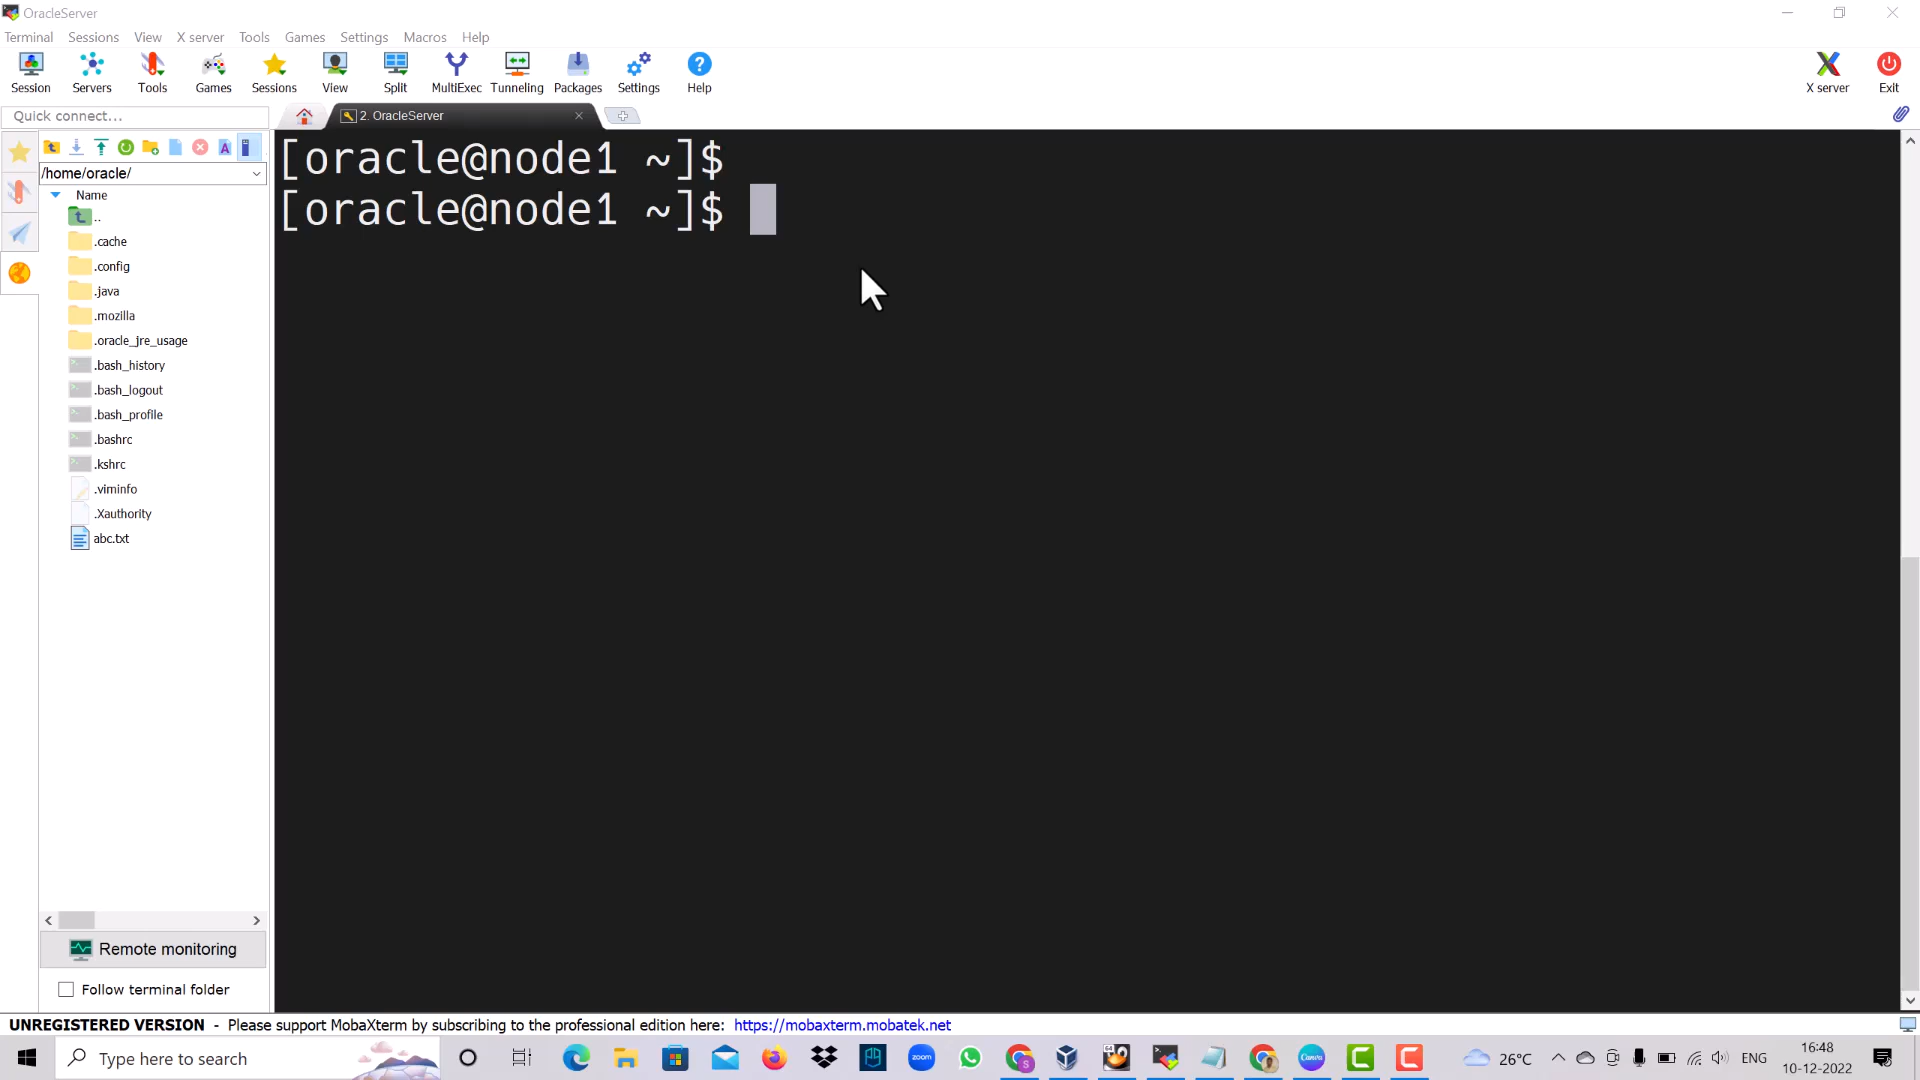 OracleServer
Terminal Sessions View X server Tools Games Settings Macros Help
Session Servers Tools Games Sessions View Split MultiExec Tunneling Packages Settings Help X server Exit
Quick connect...
2. OracleServer
/home/oracle/
Name
..
.cache
.config
.java
.mozilla
.oracle_jre_usage
.bash_history
.bash_logout
.bash_profile
.bashrc
.kshrc
.viminfo
.Xauthority
abc.txt
[oracle@node1 ~]$
[oracle@node1 ~]$
Remote monitoring
Follow terminal folder
UNREGISTERED VERSION - Please support MobaXterm by subscribing to the professional edition here: https://mobaxterm.mobatek.net
Type here to search
zoom
Canva
26°C
ENG
16:48
10-12-2022